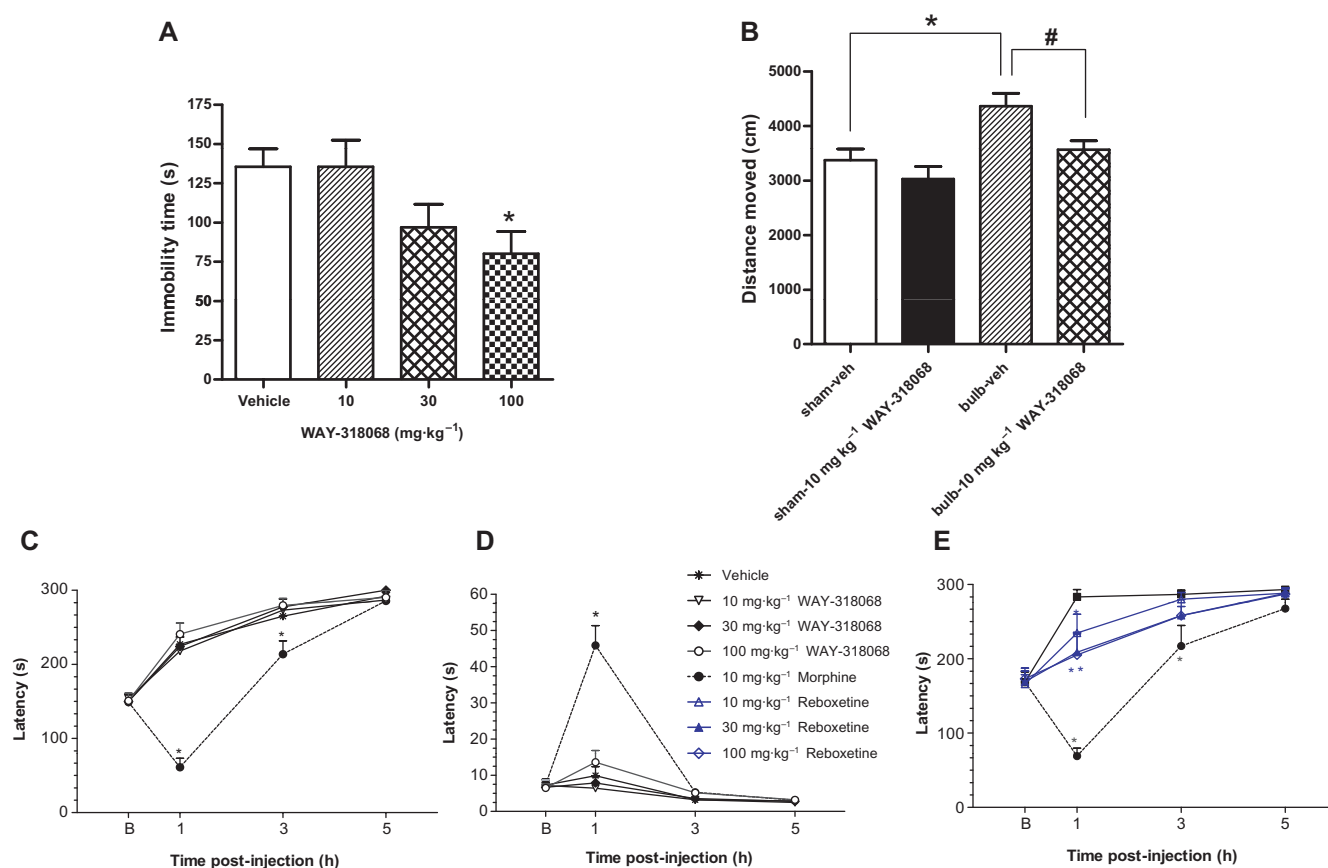 A
175
150
125
100
75
50
25
0
Immobility time (s)
*
Vehicle 10 30 100
WAY-318068 (mg·kg⁻¹)
B
* #
5000
4000
3000
2000
1000
0
Distance moved (cm)
sham-veh
sham-10 mg kg⁻¹ WAY-318068
bulb-veh
bulb-10 mg kg⁻¹ WAY-318068
C
300
200
100
0
Latency (s)
*
*
B 1 3 5
Time post-injection (h)
D
60
50
40
30
20
10
0
Latency (s)
*
Vehicle
10 mg·kg⁻¹ WAY-318068
30 mg·kg⁻¹ WAY-318068
100 mg·kg⁻¹ WAY-318068
10 mg·kg⁻¹ Morphine
10 mg·kg⁻¹ Reboxetine
30 mg·kg⁻¹ Reboxetine
100 mg·kg⁻¹ Reboxetine
B 1 3 5
Time post-injection (h)
E
300
200
100
0
Latency (s)
*
* *
*
*
B 1 3 5
Time post-injection (h)